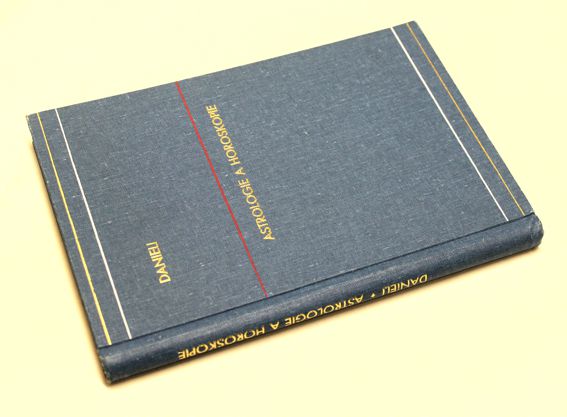 DANIELI
ASTROLOGIE A HOROSKOPIE
DANIELI • ASTROLOGIE A HOROSKOPIE